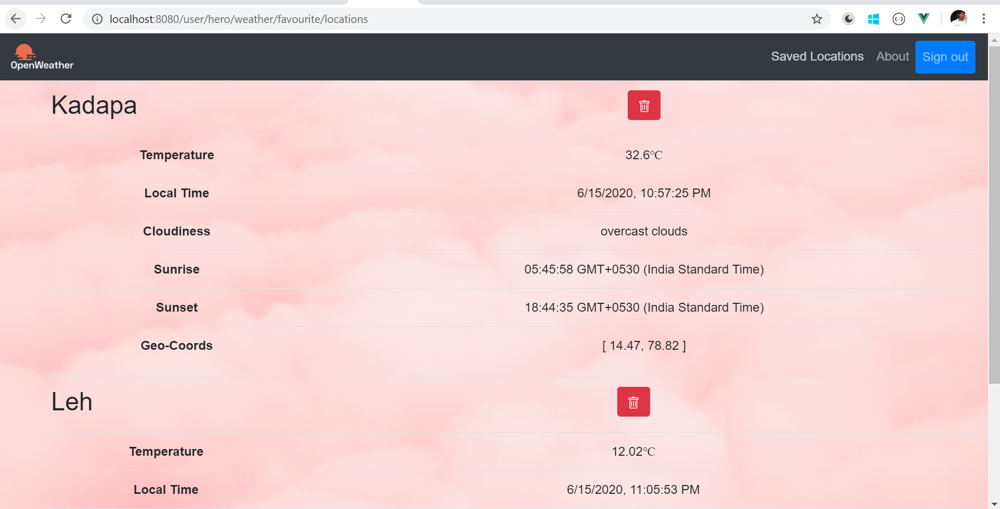 localhost:8080/user/hero/weather/favourite/locations
OpenWeather
Saved Locations About Sign out
Kadapa
Temperature 32.6℃
Local Time 6/15/2020, 10:57:25 PM
Cloudiness overcast clouds
Sunrise 05:45:58 GMT+0530 (India Standard Time)
Sunset 18:44:35 GMT+0530 (India Standard Time)
Geo-Coords [ 14.47, 78.82 ]
Leh
Temperature 12.02℃
Local Time 6/15/2020, 11:05:53 PM